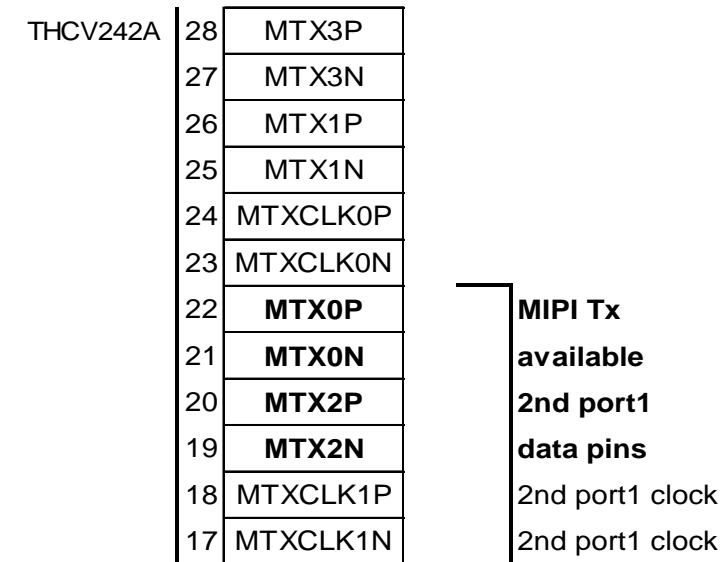 THCV242A 28 MTX3P
27 MTX3N
26 MTX1P
25 MTX1N
24 MTXCLK0P
23 MTXCLK0N
22 MTX0P MIPI Tx
21 MTX0N available
20 MTX2P 2nd port1
19 MTX2N data pins
18 MTXCLK1P 2nd port1 clock
17 MTXCLK1N 2nd port1 clock